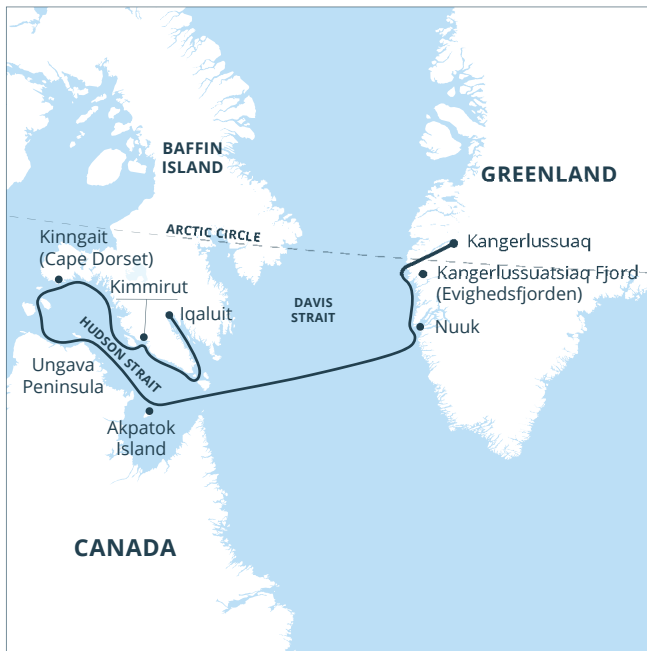 BAFFIN
ISLAND
GREENLAND
ARCTIC CIRCLE
Kinngait
(Cape Dorset)
Kangerlussuaq
Kangerlussuatsiaq Fjord
(Evighedsfjorden)
Kimmirut
Iqaluit
DAVIS
STRAIT
Nuuk
HUDSON STRAIT
Ungava
Peninsula
Akpatok
Island
CANADA